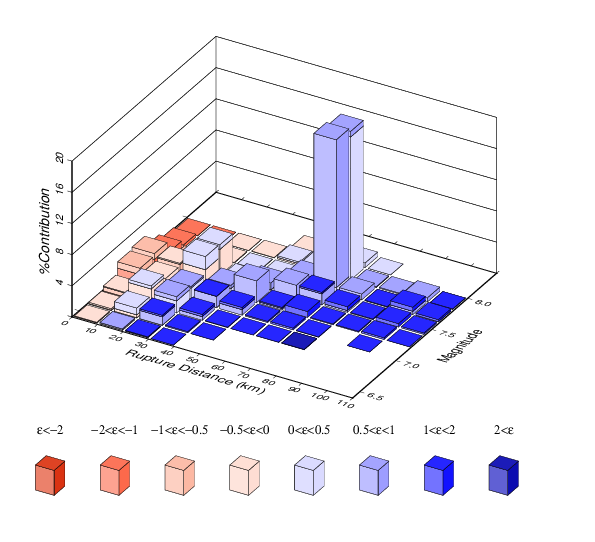 20
16
12
8
4
0
%Contribution
10
20
30
40
50
60
70
80
90
100
110
Rupture Distance (km)
6.5
7.0
7.5
8.0
Magnitude
ε<−2
−2<ε<−1
−1<ε<−0.5
−0.5<ε<0
0<ε<0.5
0.5<ε<1
1<ε<2
2<ε